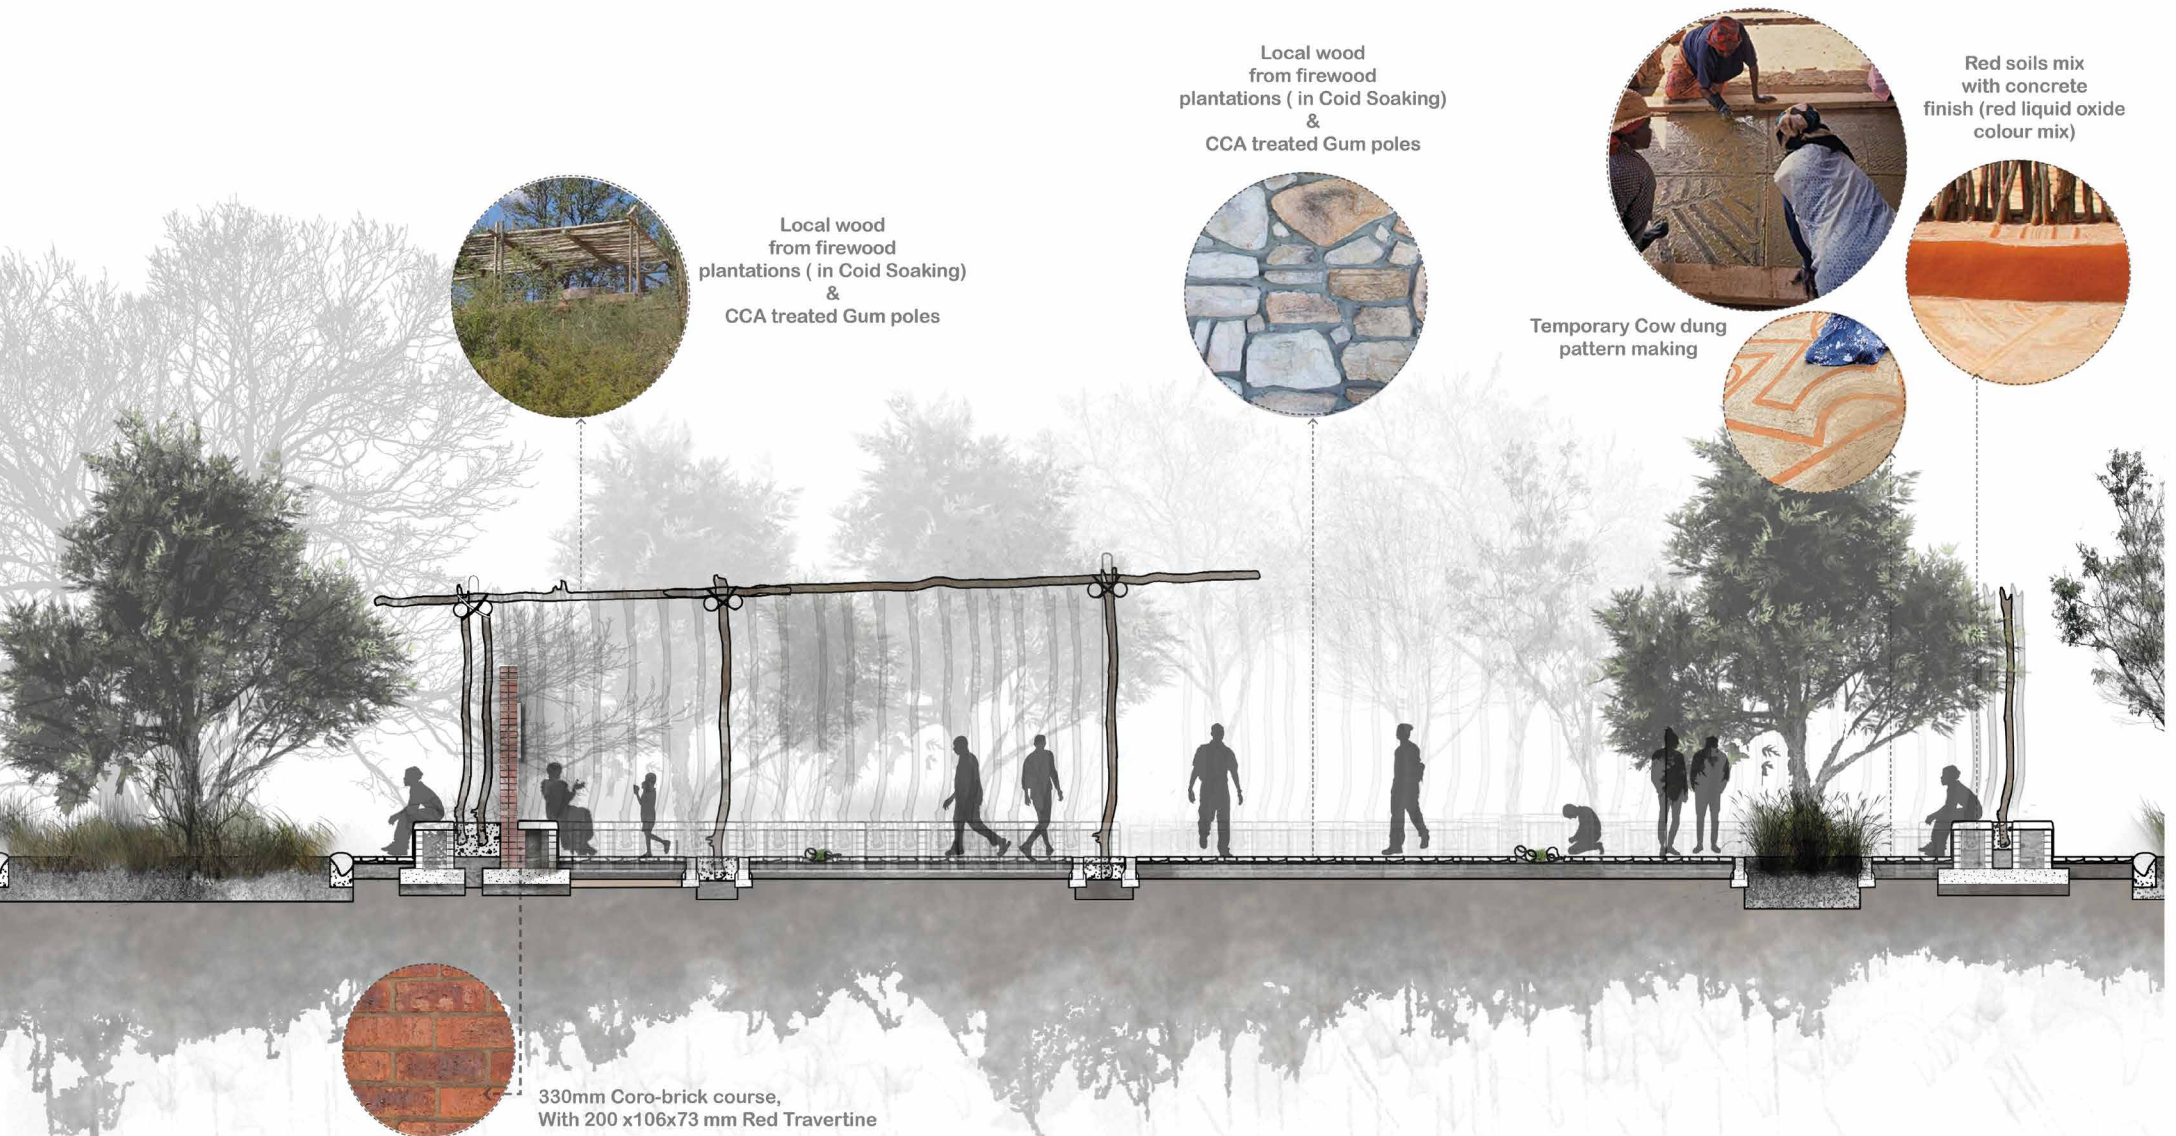 Local wood
from firewood
plantations ( in Coid Soaking)
&
CCA treated Gum poles
Local wood
from firewood
plantations ( in Coid Soaking)
&
CCA treated Gum poles
Temporary Cow dung
pattern making
Red soils mix
with concrete
finish (red liquid oxide
colour mix)
330mm Coro-brick course,
With 200 x106x73 mm Red Travertine